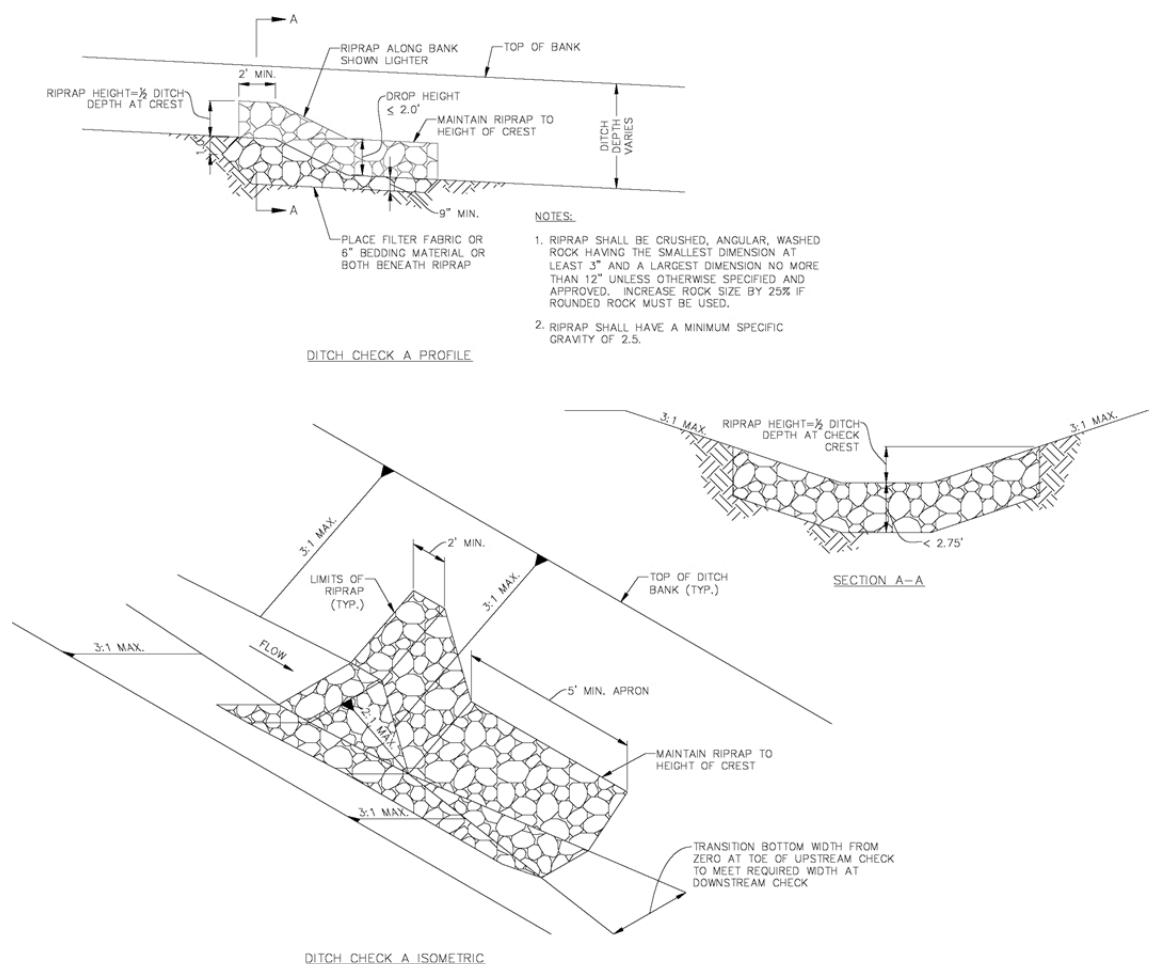 A
RIPRAP ALONG BANK
SHOWN LIGHTER
TOP OF BANK
2' MIN.
RIPRAP HEIGHT=½ DITCH
DEPTH AT CREST
DROP HEIGHT
≤ 2.0'
MAINTAIN RIPRAP TO
HEIGHT OF CREST
DITCH
DEPTH
VARIES
A
9" MIN.
PLACE FILTER FABRIC OR
6" BEDDING MATERIAL OR
BOTH BENEATH RIPRAP
NOTES:
1. RIPRAP SHALL BE CRUSHED, ANGULAR, WASHED
ROCK HAVING THE SMALLEST DIMENSION AT
LEAST 3" AND A LARGEST DIMENSION NO MORE
THAN 12" UNLESS OTHERWISE SPECIFIED AND
APPROVED. INCREASE ROCK SIZE BY 25% IF
ROUNDED ROCK MUST BE USED.
2. RIPRAP SHALL HAVE A MINIMUM SPECIFIC
GRAVITY OF 2.5.
DITCH CHECK A PROFILE
3:1 MAX.
RIPRAP HEIGHT=½ DITCH
DEPTH AT CHECK
CREST
3:1 MAX.
< 2.75'
SECTION A-A
3:1 MAX.
2' MIN.
LIMITS OF
RIPRAP
(TYP.)
3:1 MAX.
TOP OF DITCH
BANK (TYP.)
FLOW
3:1 MAX.
5' MIN. APRON
2:1 MAX.
MAINTAIN RIPRAP TO
HEIGHT OF CREST
3:1 MAX.
TRANSITION BOTTOM WIDTH FROM
ZERO AT TOE OF UPSTREAM CHECK
TO MEET REQUIRED WIDTH AT
DOWNSTREAM CHECK
DITCH CHECK A ISOMETRIC